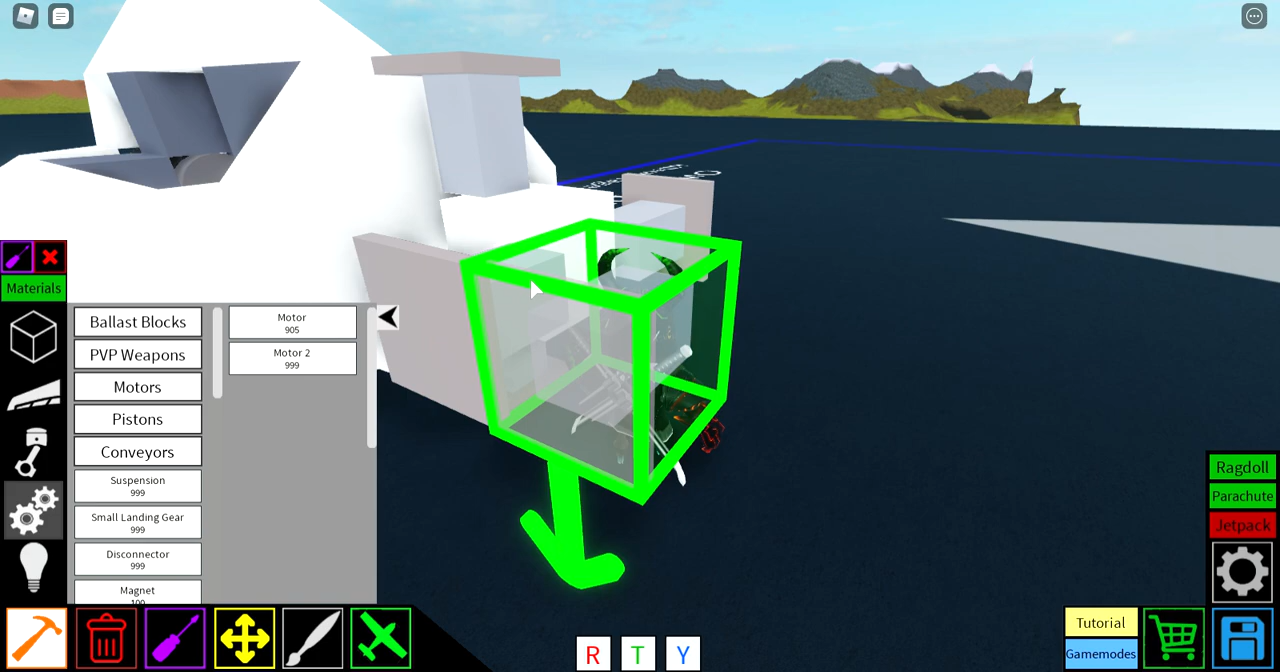 Materials
Ballast Blocks
PVP Weapons
Motors
Pistons
Conveyors
Suspension
999
Small Landing Gear
999
Disconnector
999
Magnet
100
Motor
905
Motor 2
999
Ragdoll
Parachute
Jetpack
Tutorial
Gamemodes
R T Y